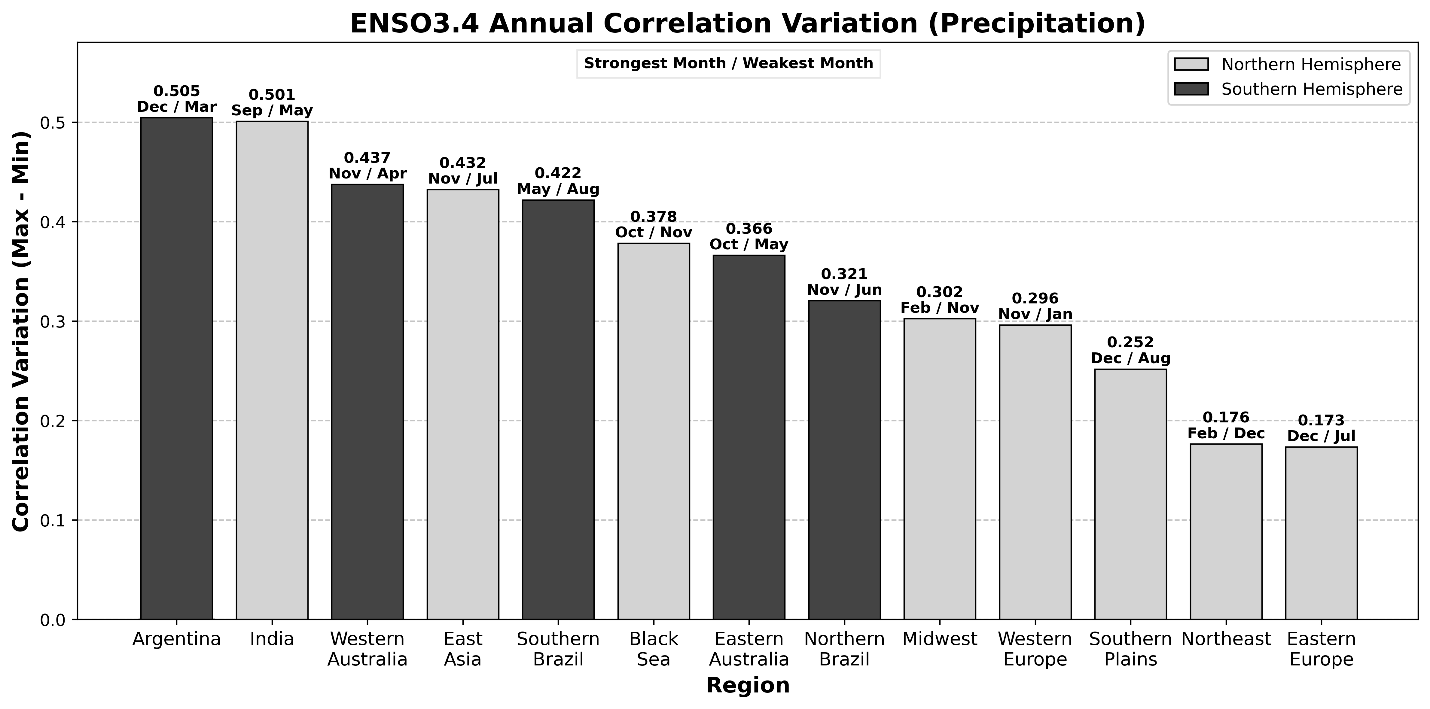 ENSO3.4 Annual Correlation Variation (Precipitation)
Strongest Month / Weakest Month
Northern Hemisphere
Southern Hemisphere
Correlation Variation (Max - Min)
0.5
0.4
0.3
0.2
0.1
0.0
0.505
Dec / Mar
0.501
Sep / May
0.437
Nov / Apr
0.432
Nov / Jul
0.422
May / Aug
0.378
Oct / Nov
0.366
Oct / May
0.321
Nov / Jun
0.302
Feb / Nov
0.296
Nov / Jan
0.252
Dec / Aug
0.176
Feb / Dec
0.173
Dec / Jul
Argentina
India
Western
Australia
East
Asia
Southern
Brazil
Black
Sea
Eastern
Australia
Northern
Brazil
Midwest
Western
Europe
Southern
Plains
Northeast
Eastern
Europe
Region